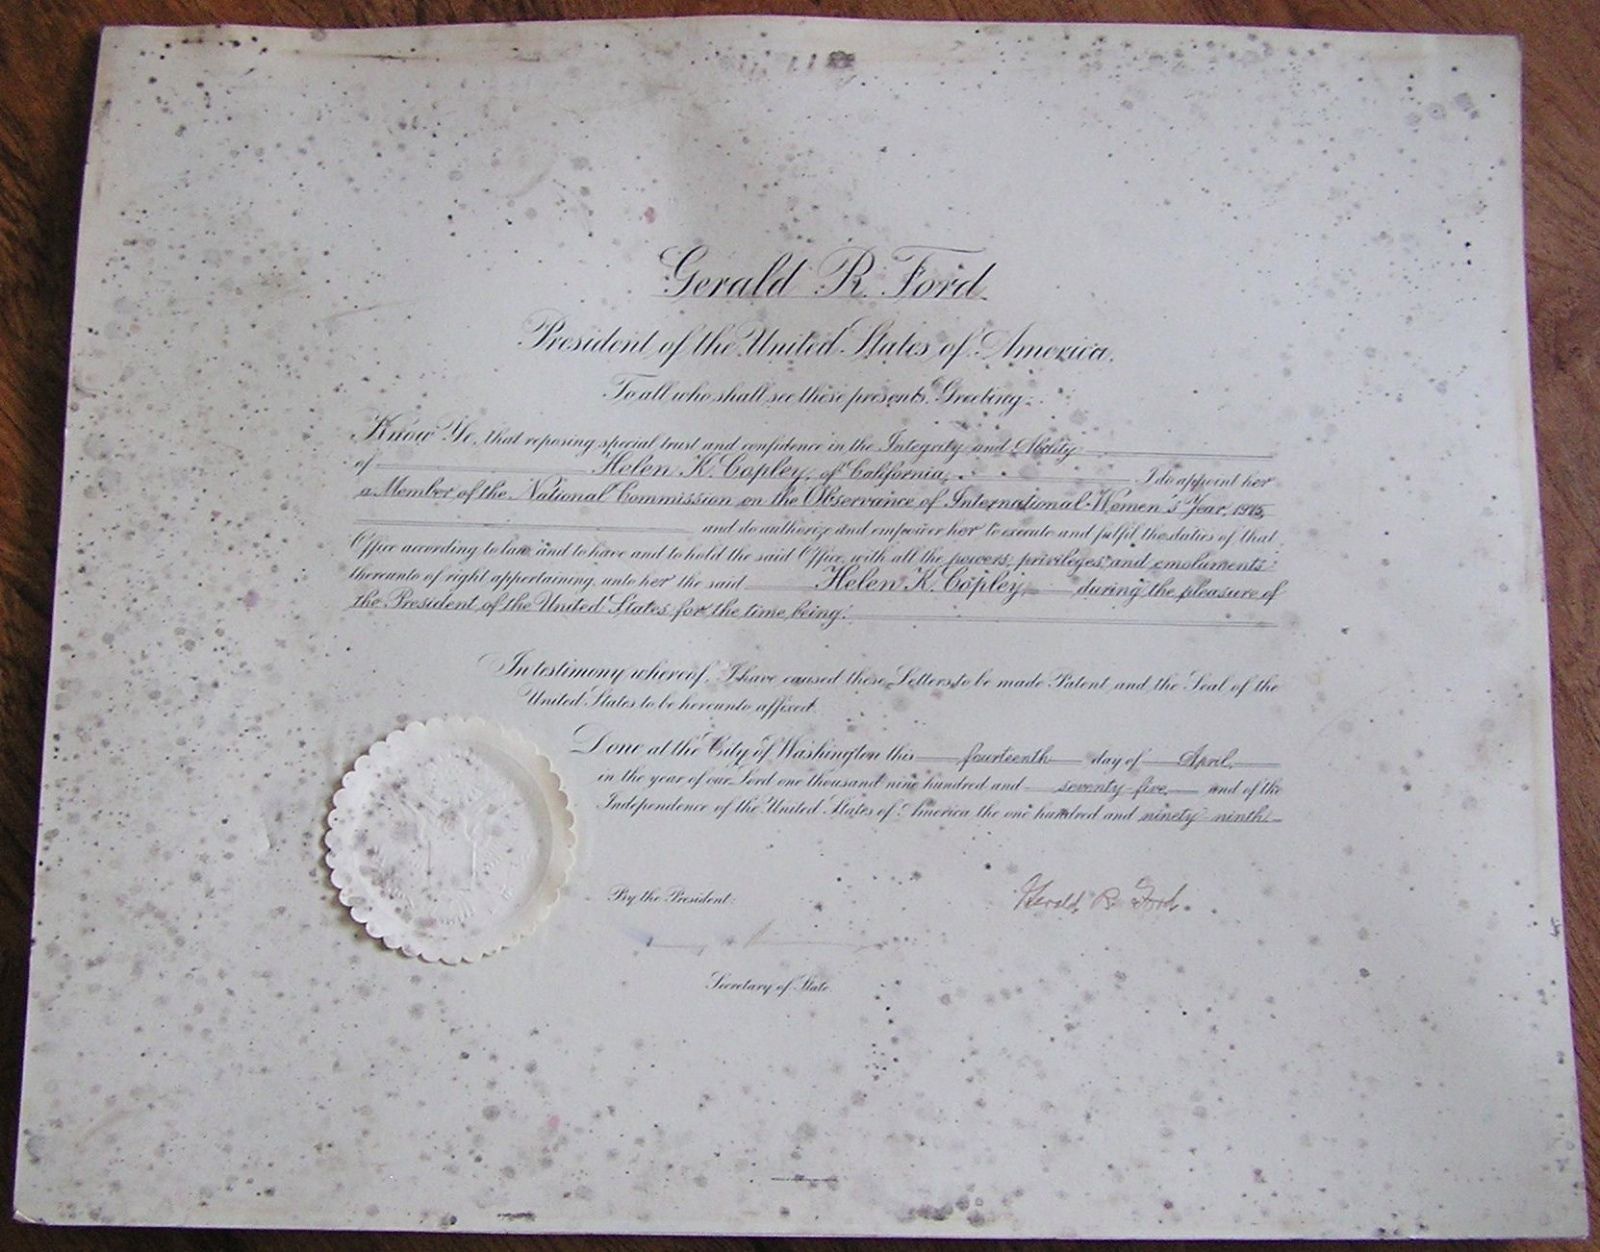 Gerald R. Ford
President of the United States of America.
To all who shall see these presents, Greeting:
Know Ye, that reposing special trust and confidence in the Integrity and Ability
of Helen K. Copley, of California, I do appoint her
a Member of the National Commission on the Observance of International Women's Year, 1975,
and do authorize and empower her to execute and fulfil the duties of that
Office according to law, and to have and to hold the said Office, with all the powers, privileges, and emoluments
thereunto of right appertaining, unto her the said Helen K. Copley, during the pleasure of
the President of the United States for the time being.
In testimony whereof, I have caused these Letters to be made Patent, and the Seal of the
United States to be hereunto affixed.
Done at the City of Washington this fourteenth day of April,
in the year of our Lord one thousand nine hundred and seventy-five, and of the
Independence of the United States of America the one hundred and ninety-ninth.
By the President:
Gerald R. Ford
Secretary of State.